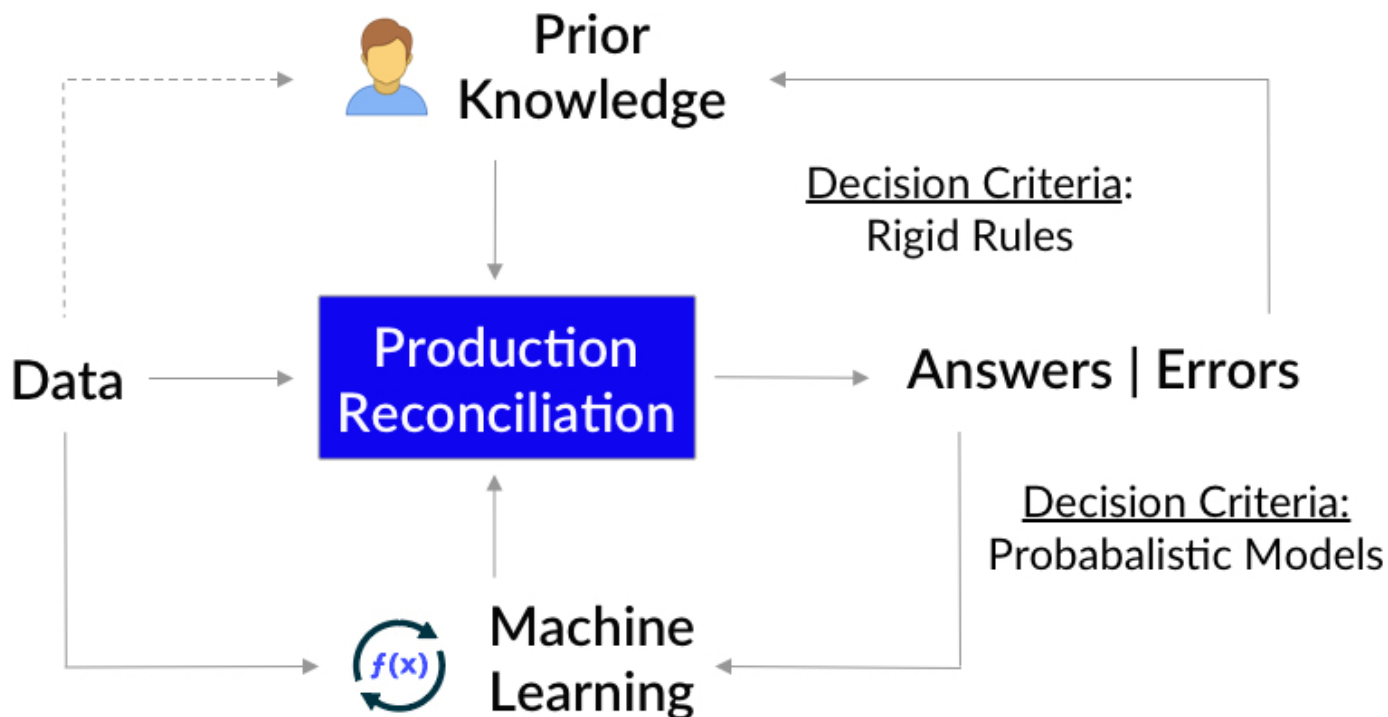 Prior
Knowledge
Decision Criteria:
Rigid Rules
Data
Production
Reconciliation
Answers | Errors
Decision Criteria:
Probabalistic Models
f(x)
Machine
Learning